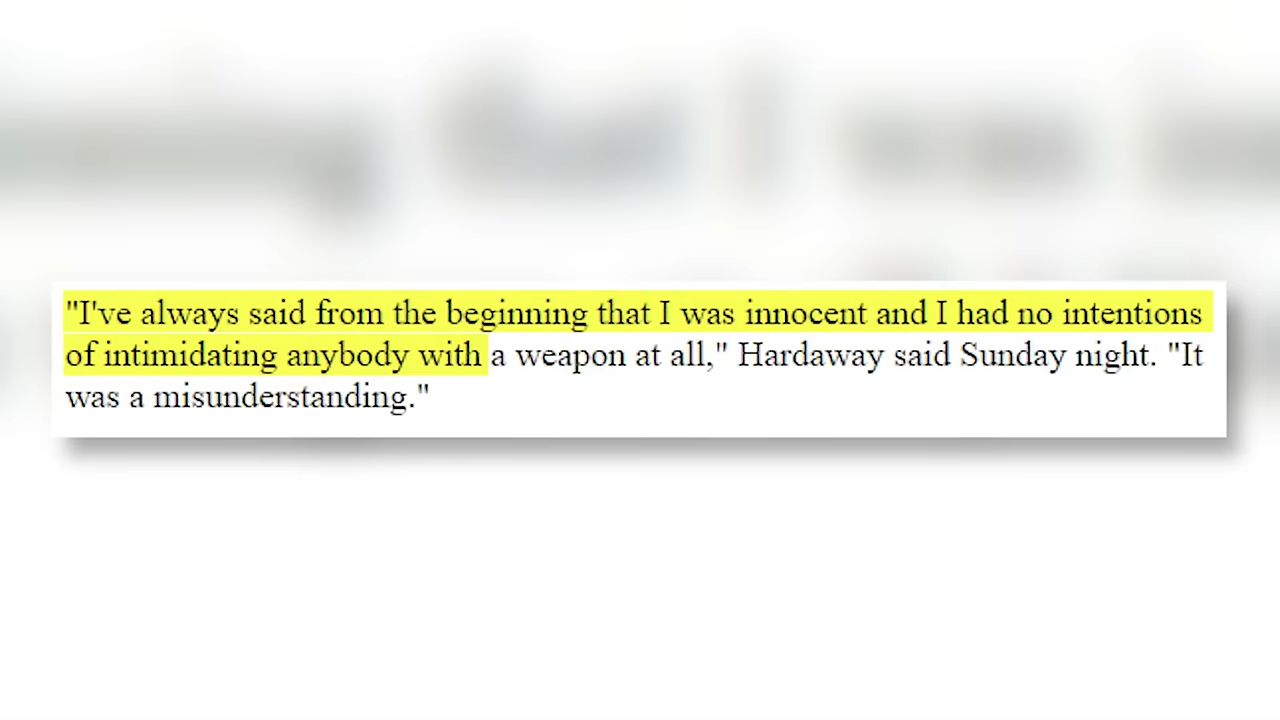 "I've always said from the beginning that I was innocent and I had no intentions
of intimidating anybody with a weapon at all," Hardaway said Sunday night. "It
was a misunderstanding."